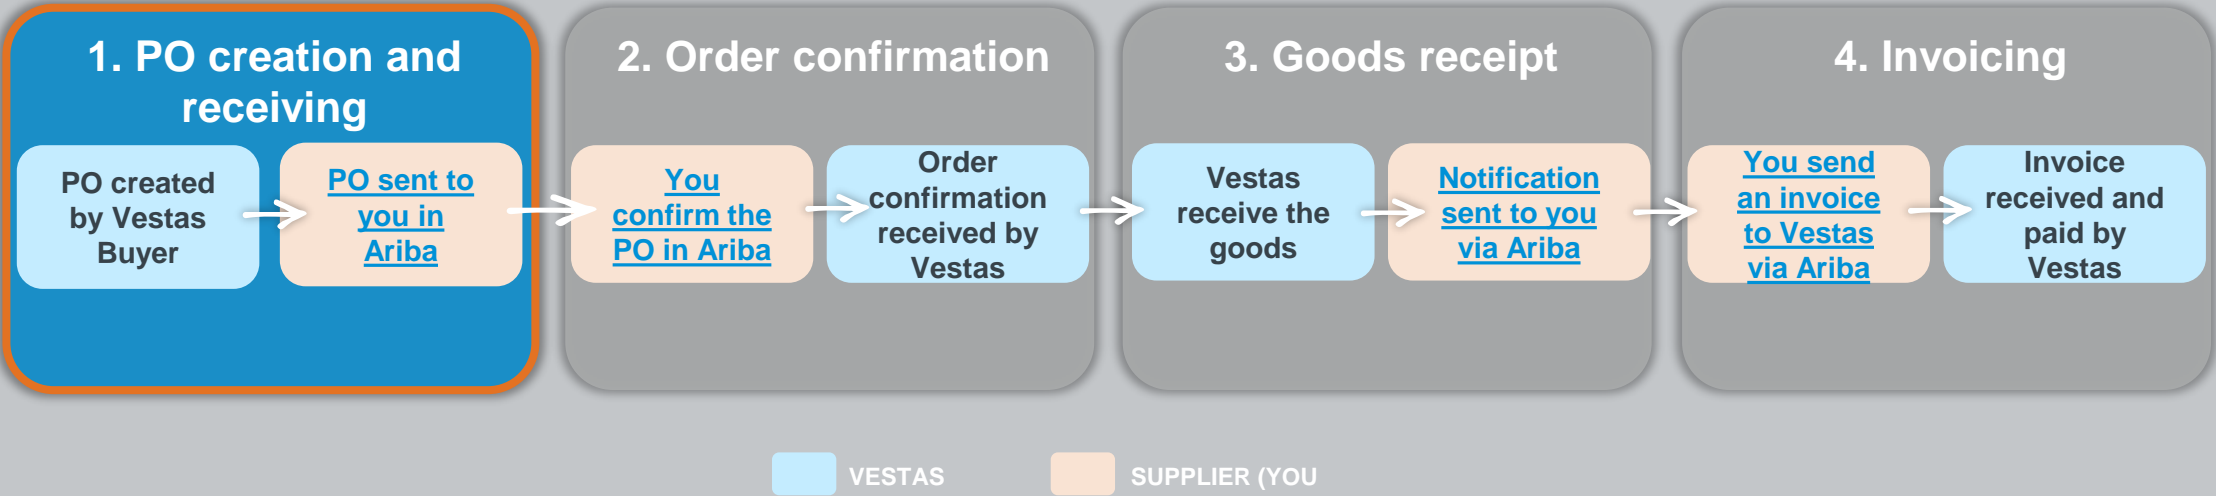 1. PO creation and
receiving
PO created
by Vestas
Buyer
PO sent to
you in
Ariba
2. Order confirmation
You
confirm the
PO in Ariba
Order
confirmation
received by
Vestas
3. Goods receipt
Vestas
receive the
goods
Notification
sent to you
via Ariba
4. Invoicing
You send
an invoice
to Vestas
via Ariba
Invoice
received and
paid by
Vestas
VESTAS
SUPPLIER (YOU